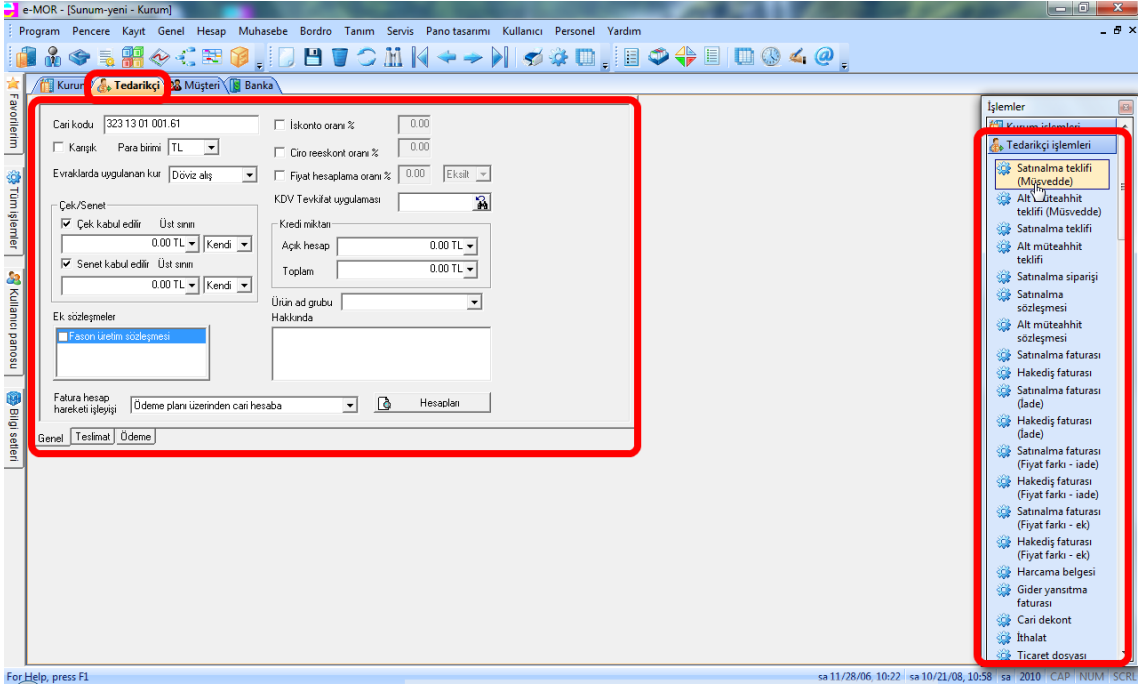 e-MOR - [Sunum-yeni - Kurum]
Program Pencere Kayıt Genel Hesap Muhasebe Bordro Tanım Servis Pano tasarımı Kullanıcı Personel Yardım
Kurum Tedarikçi Müşteri Banka
Favorilerim
Tüm işlemler
Kullanıcı panosu
Bilgi setleri
Cari kodu 323 13 01 001.61
Karışık Para birimi TL
Evraklarda uygulanan kur Döviz alış
Çek/Senet
Çek kabul edilir Üst sınırı
0.00 TL Kendi
Senet kabul edilir Üst sınırı
0.00 TL Kendi
Ek sözleşmeler
Fason üretim sözleşmesi
Fatura hesap
hareketi işleyişi Ödeme planı üzerinden cari hesaba
Hesapları
İskonto oranı % 0.00
Ciro reeskont oranı % 0.00
Fiyat hesaplama oranı % 0.00 Eksilt
KDV Tevkifat uygulaması
Kredi miktarı
Açık hesap 0.00 TL
Toplam 0.00 TL
Ürün ad grubu
Hakkında
Genel Teslimat Ödeme
İşlemler
Kurum işlemleri
Tedarikçi işlemleri
Satınalma teklifi
(Müsvedde)
Alt müteahhit
teklifi (Müsvedde)
Satınalma teklifi
Alt müteahhit
teklifi
Satınalma siparişi
Satınalma
sözleşmesi
Alt müteahhit
sözleşmesi
Satınalma faturası
Hakediş faturası
Satınalma faturası
(İade)
Hakediş faturası
(İade)
Satınalma faturası
(Fiyat farkı - iade)
Hakediş faturası
(Fiyat farkı - iade)
Satınalma faturası
(Fiyat farkı - ek)
Hakediş faturası
(Fiyat farkı - ek)
Harcama belgesi
Gider yansıtma
faturası
Cari dekont
İthalat
Ticaret dosyası
For Help, press F1
sa 11/28/06, 10:22 sa 10/21/08, 10:58 sa 2010 CAP NUM SCRL